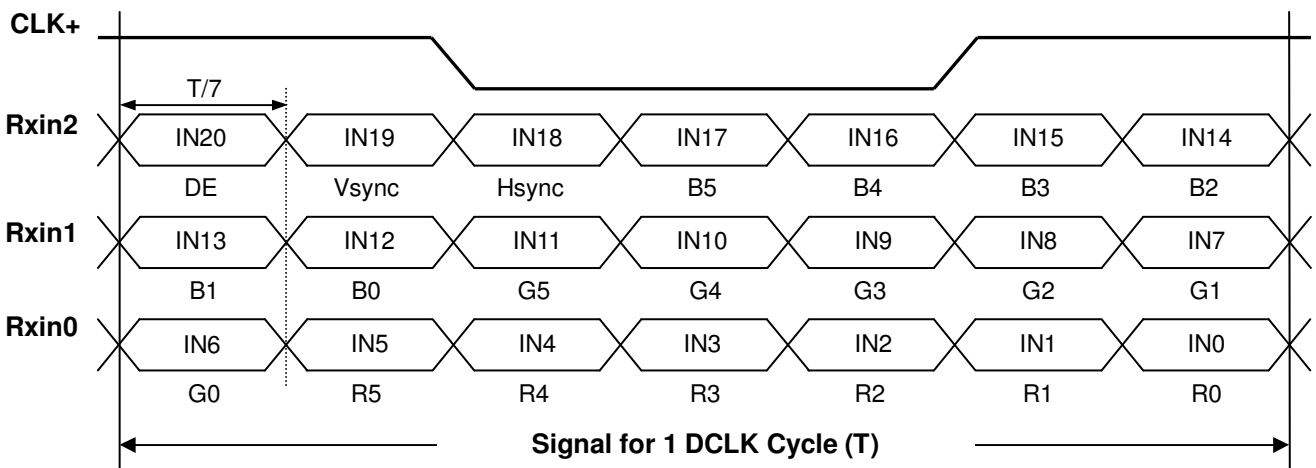 CLK+
T/7
Rxin2 IN20 IN19 IN18 IN17 IN16 IN15 IN14
DE Vsync Hsync B5 B4 B3 B2
Rxin1 IN13 IN12 IN11 IN10 IN9 IN8 IN7
B1 B0 G5 G4 G3 G2 G1
Rxin0 IN6 IN5 IN4 IN3 IN2 IN1 IN0
G0 R5 R4 R3 R2 R1 R0
Signal for 1 DCLK Cycle (T)